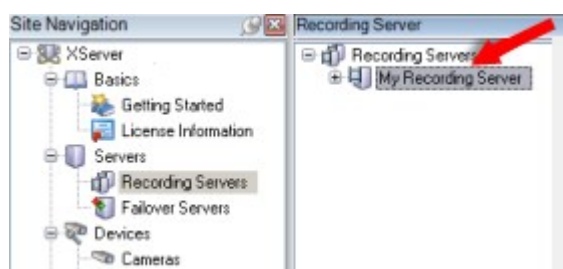 Site Navigation
XServer
Basics
Getting Started
License Information
Servers
Recording Servers
Failover Servers
Devices
Cameras
Recording Server
Recording Servers
My Recording Server